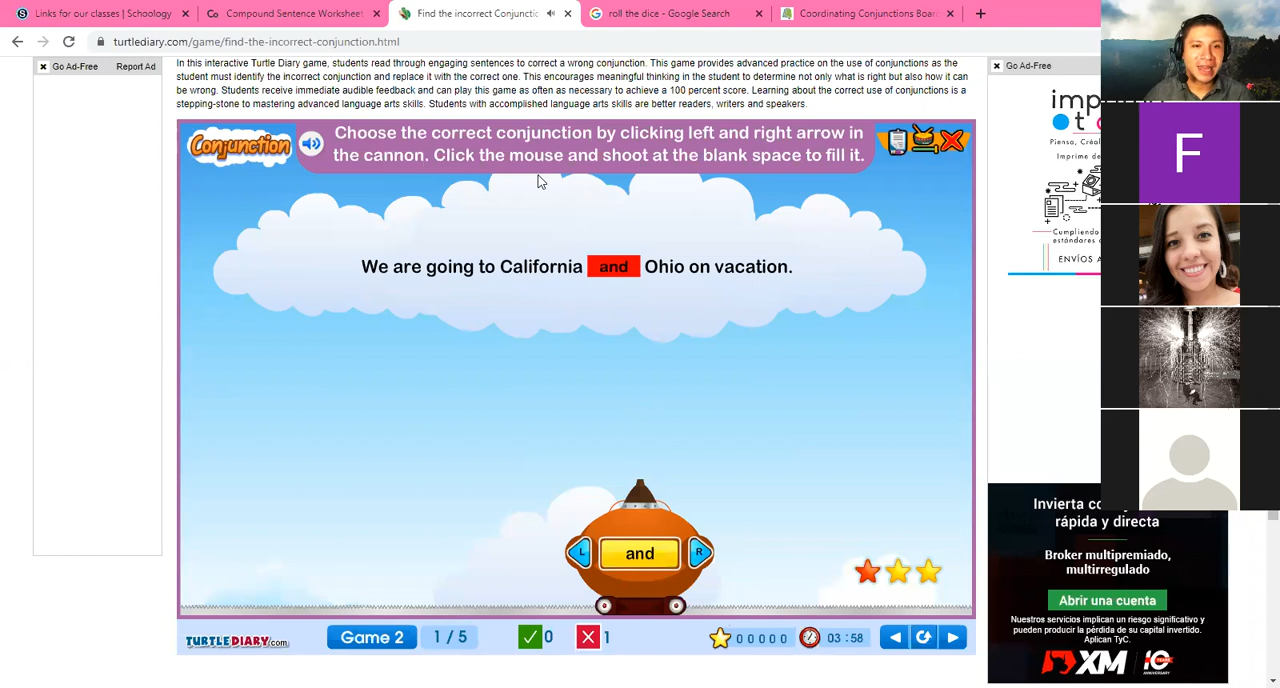 Links for our classes | Schoology
Compound Sentence Worksheet
Find the incorrect Conjunctic
roll the dice - Google Search
Coordinating Conjunctions Boar
turtlediary.com/game/find-the-incorrect-conjunction.html
Go Ad-Free Report Ad
In this interactive Turtle Diary game, students read through engaging sentences to correct a wrong conjunction. This game provides advanced practice on the use of conjunctions as the
student must identify the incorrect conjunction and replace it with the correct one. This encourages meaningful thinking in the student to determine not only what is right but also how it can
be wrong. Students receive immediate audible feedback and can play this game as often as necessary to achieve a 100 percent score. Learning about the correct use of conjunctions is a
stepping-stone to mastering advanced language arts skills. Students with accomplished language arts skills are better readers, writers and speakers.
Go Ad-Free
Conjunction
Choose the correct conjunction by clicking left and right arrow in
the cannon. Click the mouse and shoot at the blank space to fill it.
We are going to California and Ohio on vacation.
L and R
TURTLEDIARY.com
Game 2
1 / 5
0
1
00000
03:58
Imprime de
Cumpliendo
estándares
ENVÍOS A
F
rápida y directa
Broker multipremiado,
multirregulado
Abrir una cuenta
Nuestros servicios implican un riesgo significativo y
pueden producir la pérdida de su capital invertido.
Aplican TyC.
XM
10